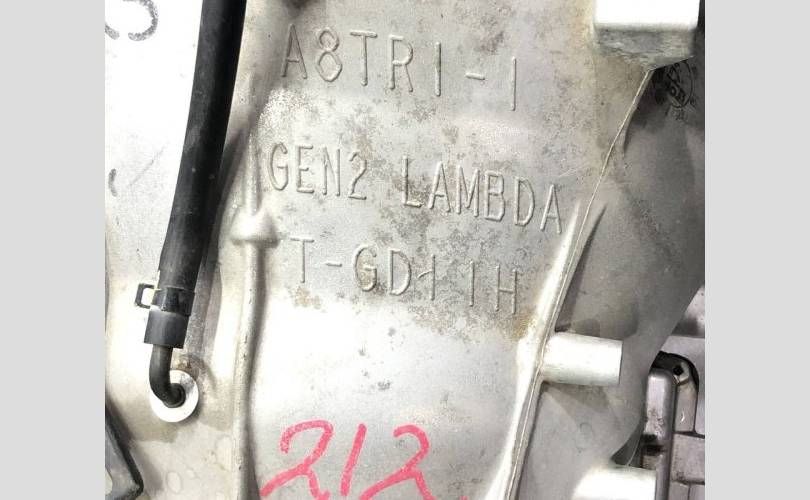 A8TR1-1
GEN2 LAMBDA
T-GD11H
212